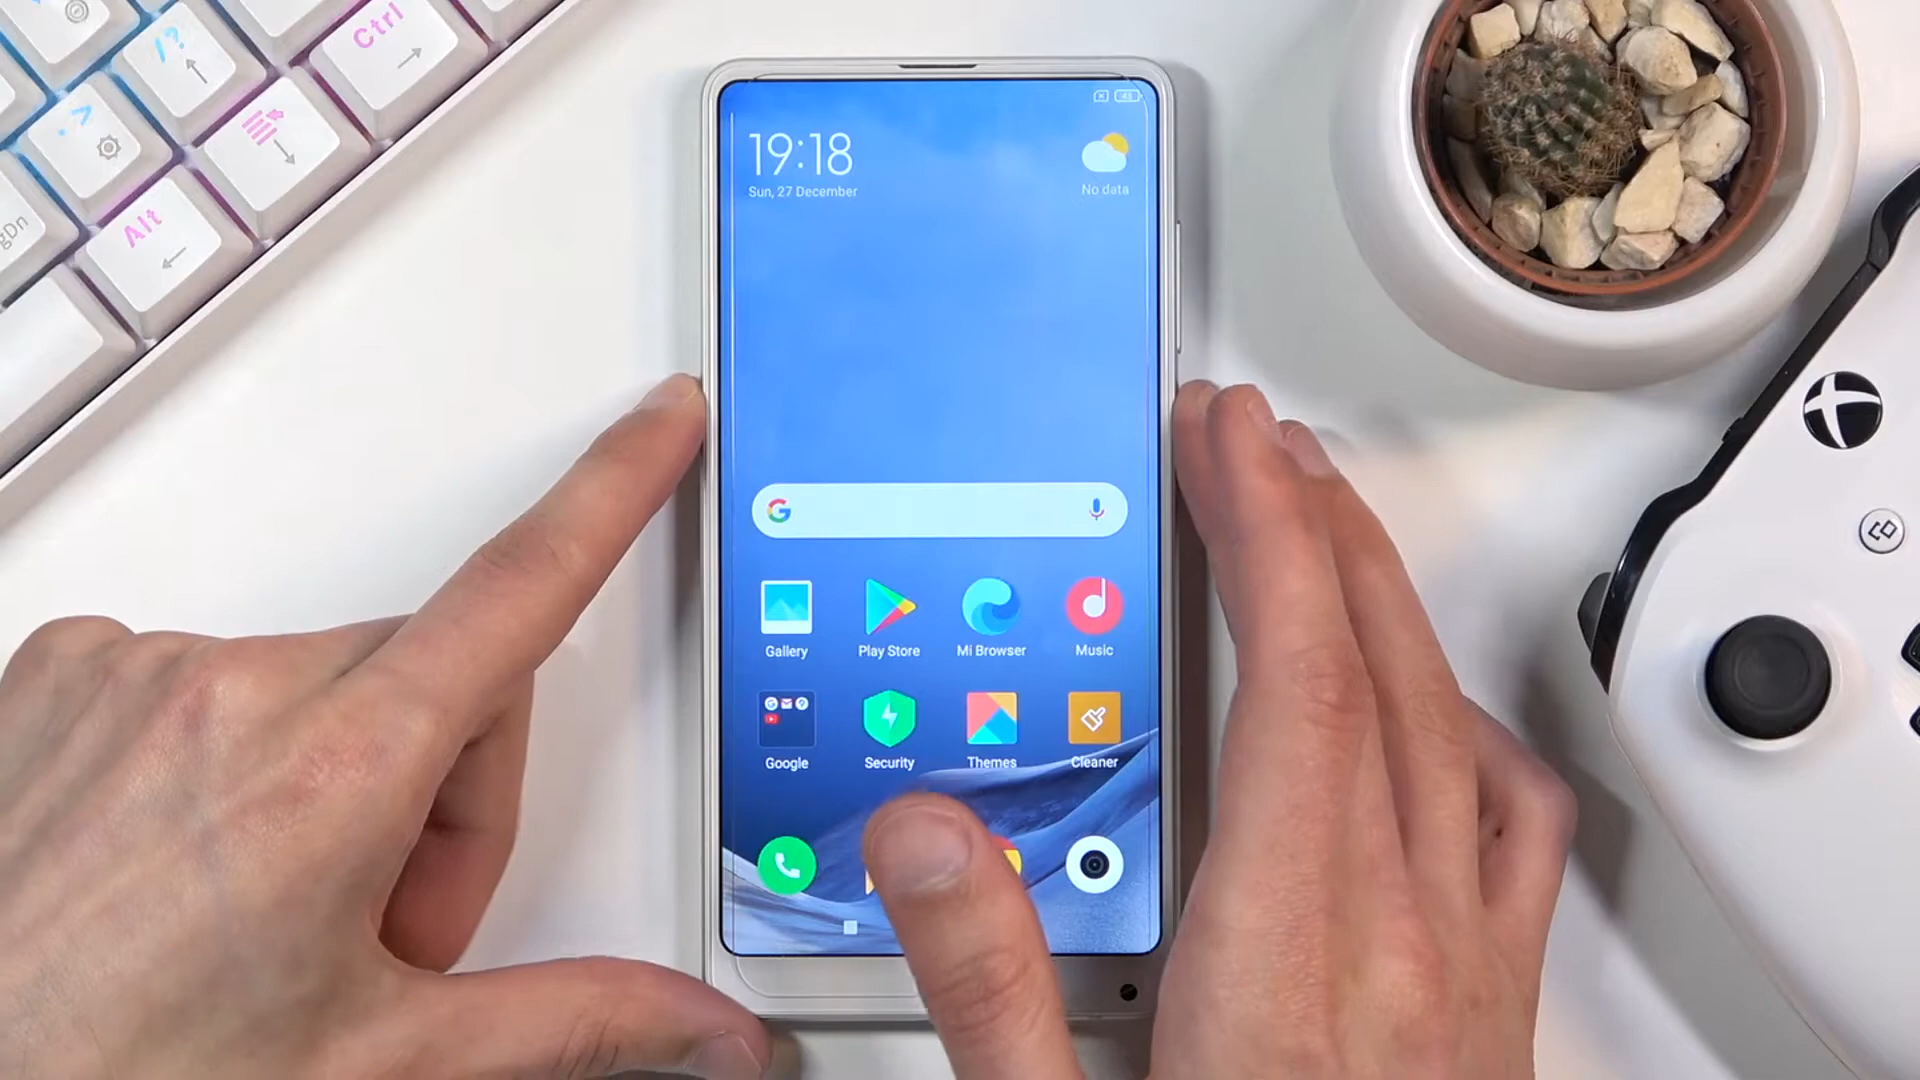 Ctrl
/?
.>
Alt
gDn
19:18
Sun, 27 December
No data
G
Gallery
Play Store
Mi Browser
Music
Google
Security
Themes
Cleaner